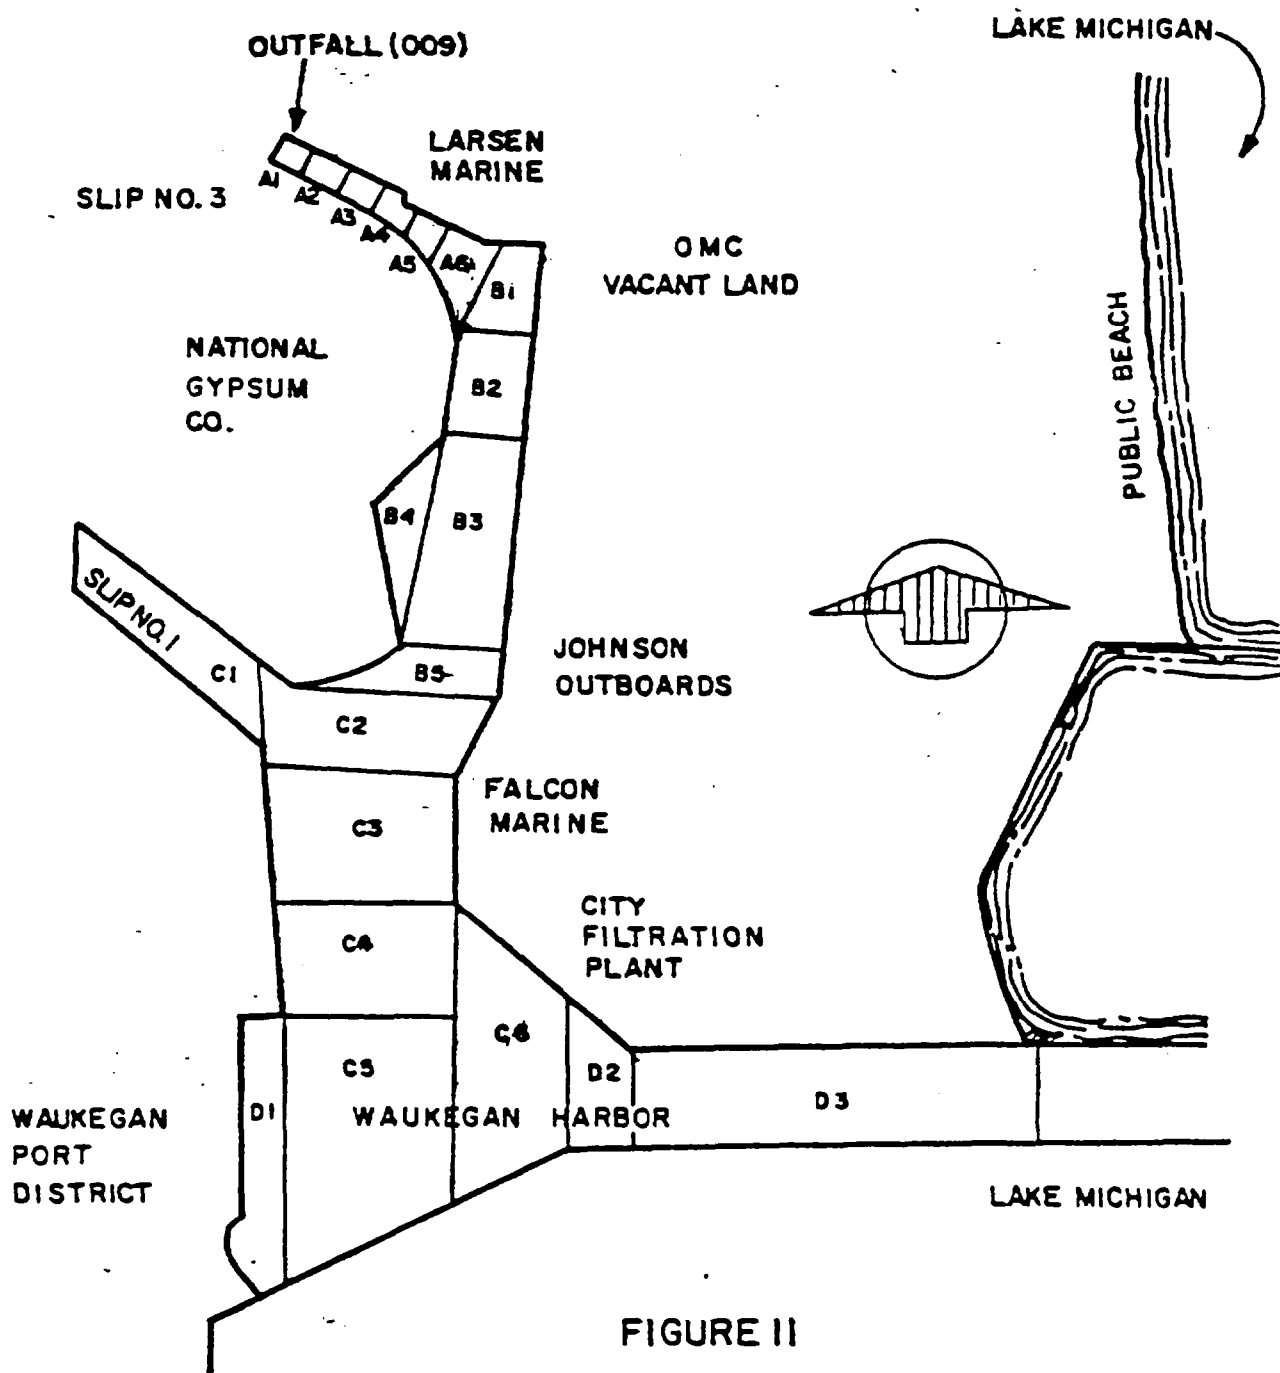 LAKE MICHIGAN
OUTFALL (009)
LARSEN
MARINE
SLIP NO. 3
A1
A2
A3
A4
A5
A6
B1
OMC
VACANT LAND
PUBLIC BEACH
NATIONAL
GYPSUM
CO.
B2
B4
B3
SLIP NO. 1
C1
B5
JOHNSON
OUTBOARDS
C2
FALCON
MARINE
C3
CITY
FILTRATION
PLANT
C4
C6
C5
D2
D3
D1
WAUKEGAN HARBOR
WAUKEGAN
PORT
DISTRICT
LAKE MICHIGAN
FIGURE 11